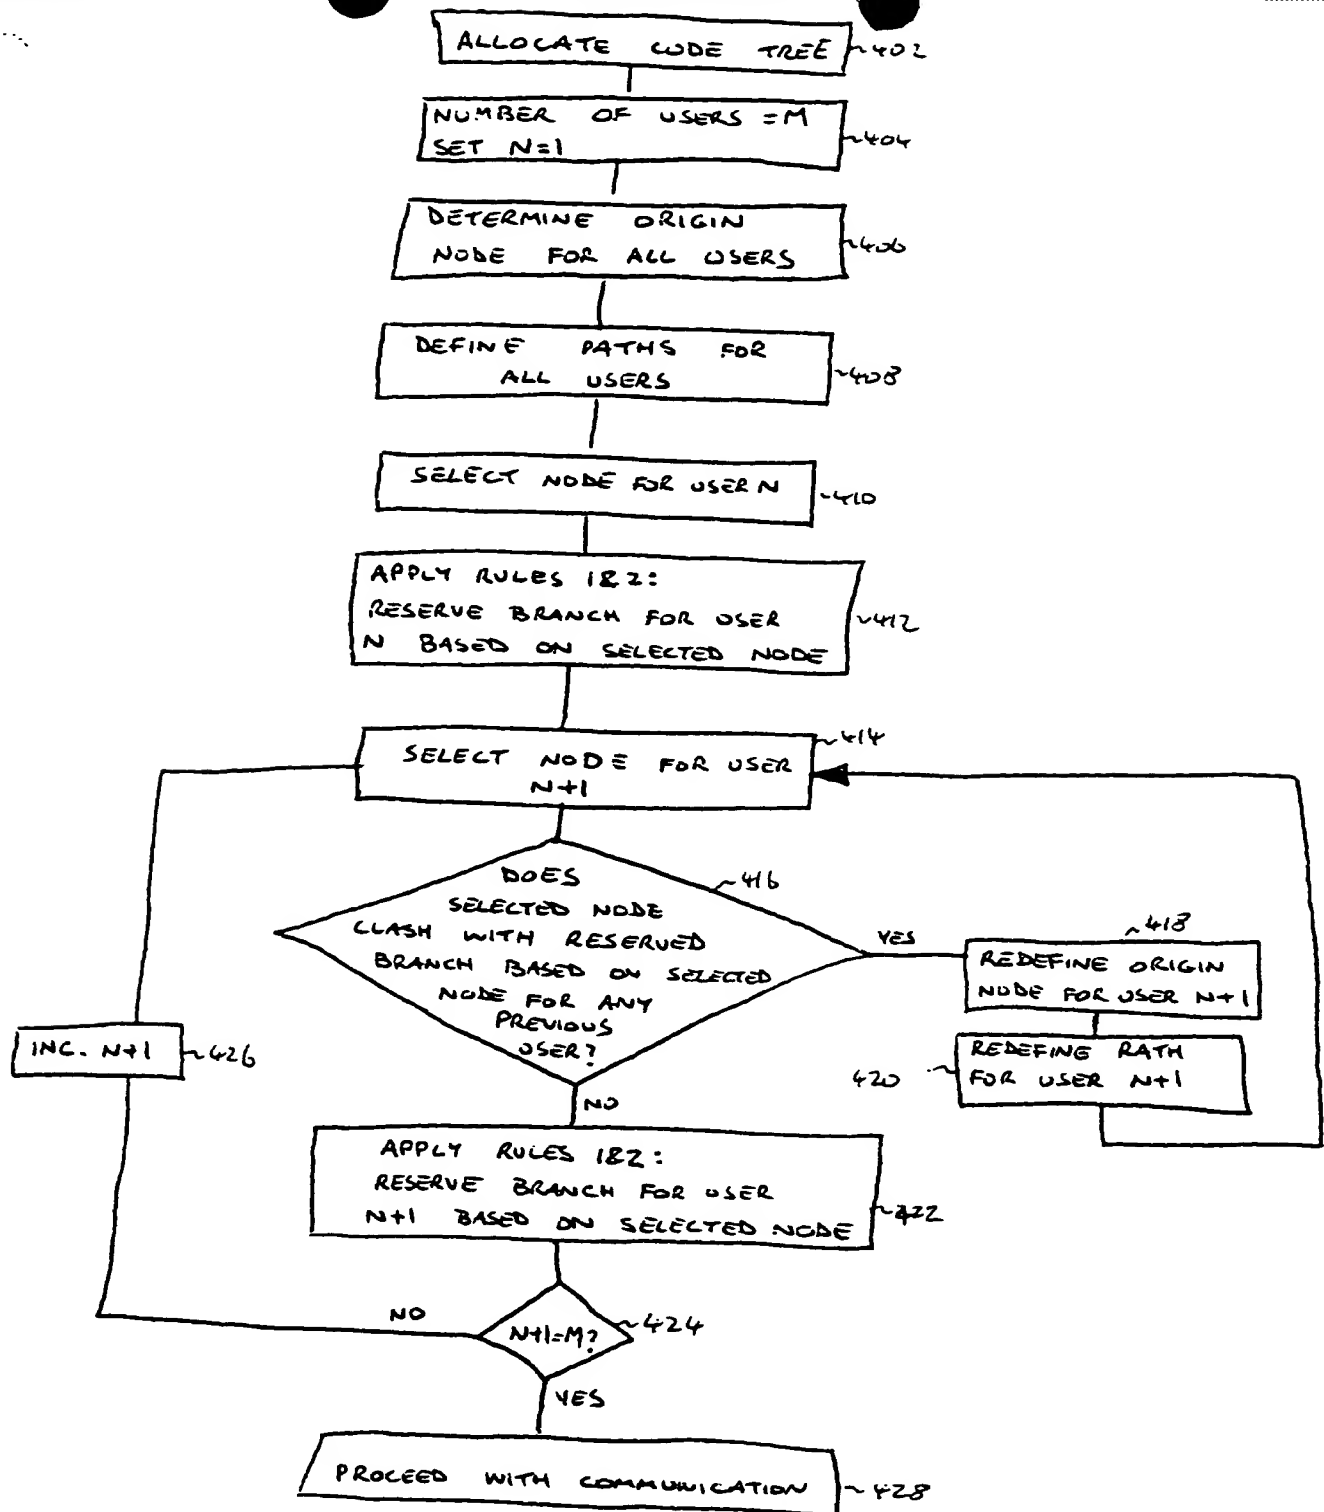 ALLOCATE CODE TREE
402
NUMBER OF USERS = M
SET N=1
404
DETERMINE ORIGIN
NODE FOR ALL USERS
406
DEFINE PATHS FOR
ALL USERS
408
SELECT NODE FOR USER N
410
APPLY RULES 1&2:
RESERVE BRANCH FOR USER
N BASED ON SELECTED NODE
412
414
SELECT NODE FOR USER
N+1
DOES
SELECTED NODE
CLASH WITH RESERVED
BRANCH BASED ON SELECTED
NODE FOR ANY
PREVIOUS
USER?
416
YES
418
REDEFINE ORIGIN
NODE FOR USER N+1
REDEFINE PATH
FOR USER N+1
420
INC. N+1
426
NO
APPLY RULES 1&2:
RESERVE BRANCH FOR USER
N+1 BASED ON SELECTED NODE
422
NO
N+1=M?
424
YES
PROCEED WITH COMMUNICATION
428